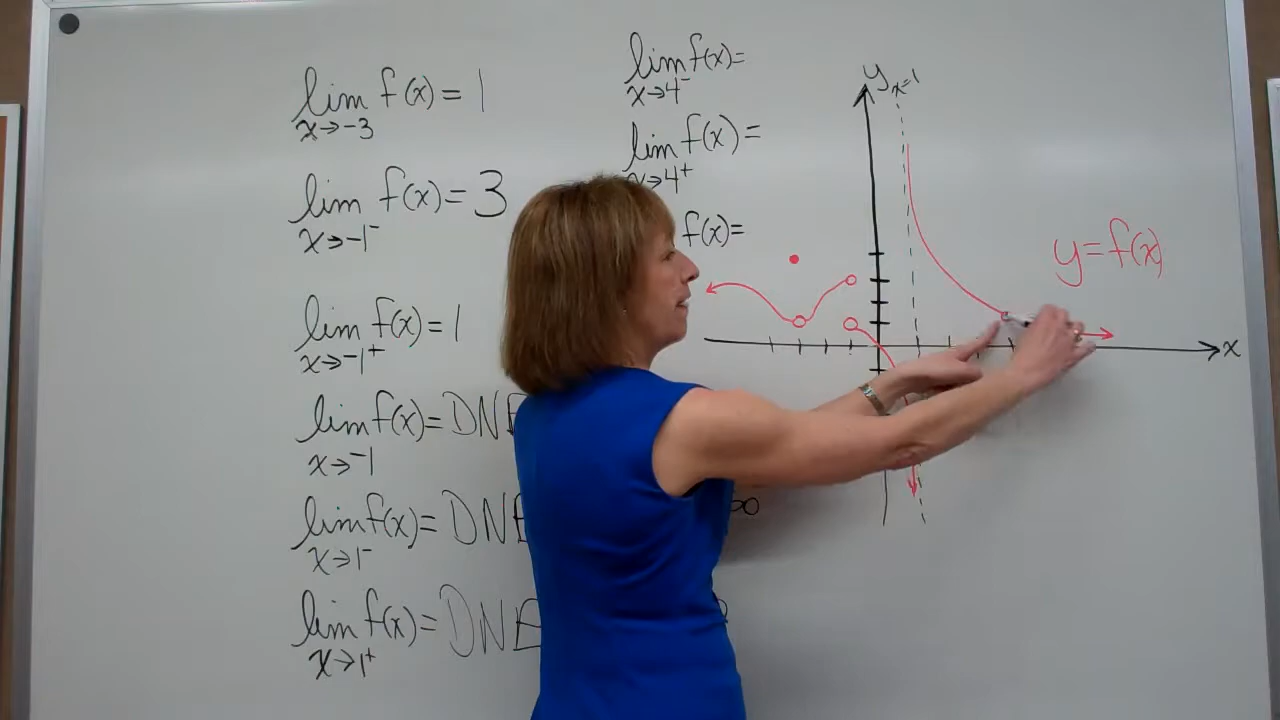 lim f(x) = 1
x→-3
lim f(x) = 3
x→-1⁻
lim f(x) = 1
x→-1⁺
lim f(x) = DNE
x→-1
lim f(x) = DNE
x→1⁻
lim f(x) = DNE
x→1⁺
lim f(x) =
x→4⁻
lim f(x) =
x→4⁺
f(x) =
∞
y
x=1
y=f(x)
x